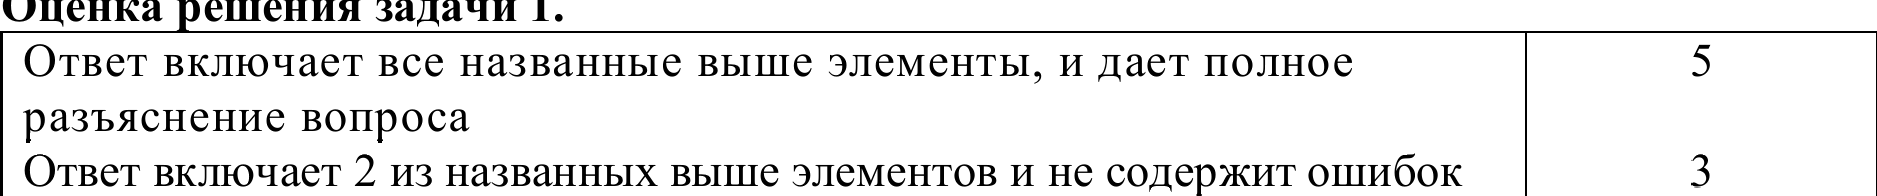 Оценка решения задачи 1.
Ответ включает все названные выше элементы, и дает полное 5
разъяснение вопроса
Ответ включает 2 из названных выше элементов и не содержит ошибок 3